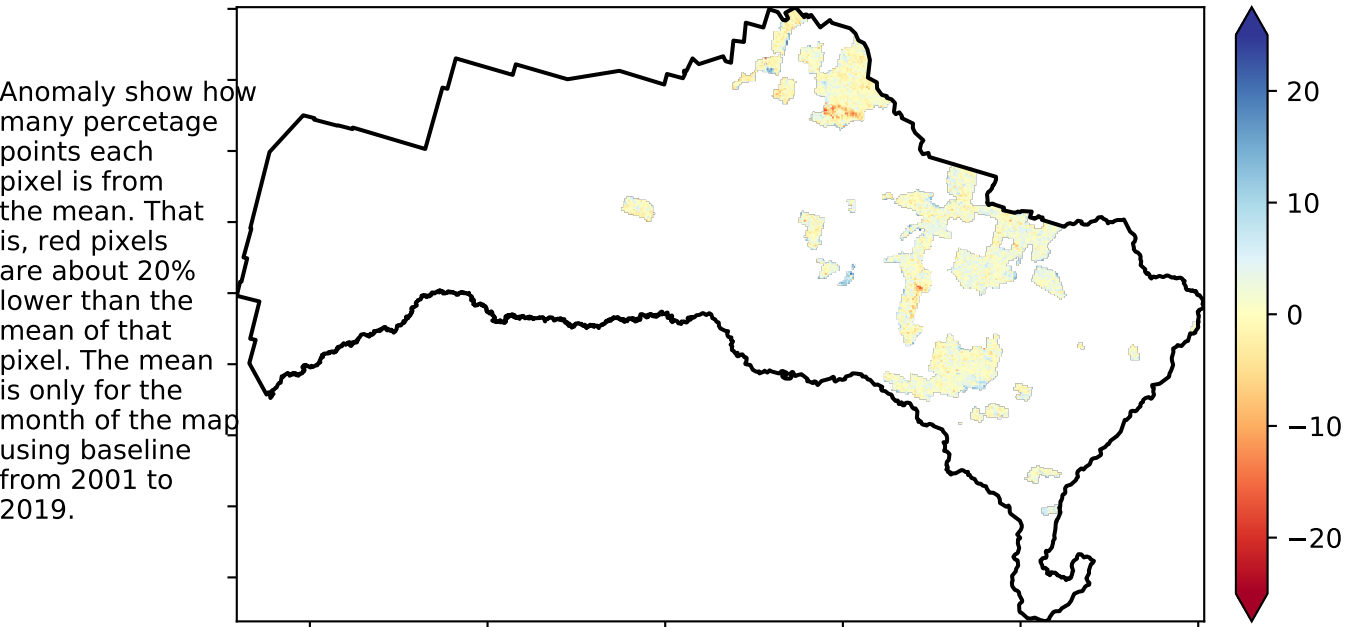 Anomaly show how
many percetage
points each
pixel is from
the mean. That
is, red pixels
are about 20%
lower than the
mean of that
pixel. The mean
is only for the
month of the map
using baseline
from 2001 to
2019.
20
10
0
−10
−20